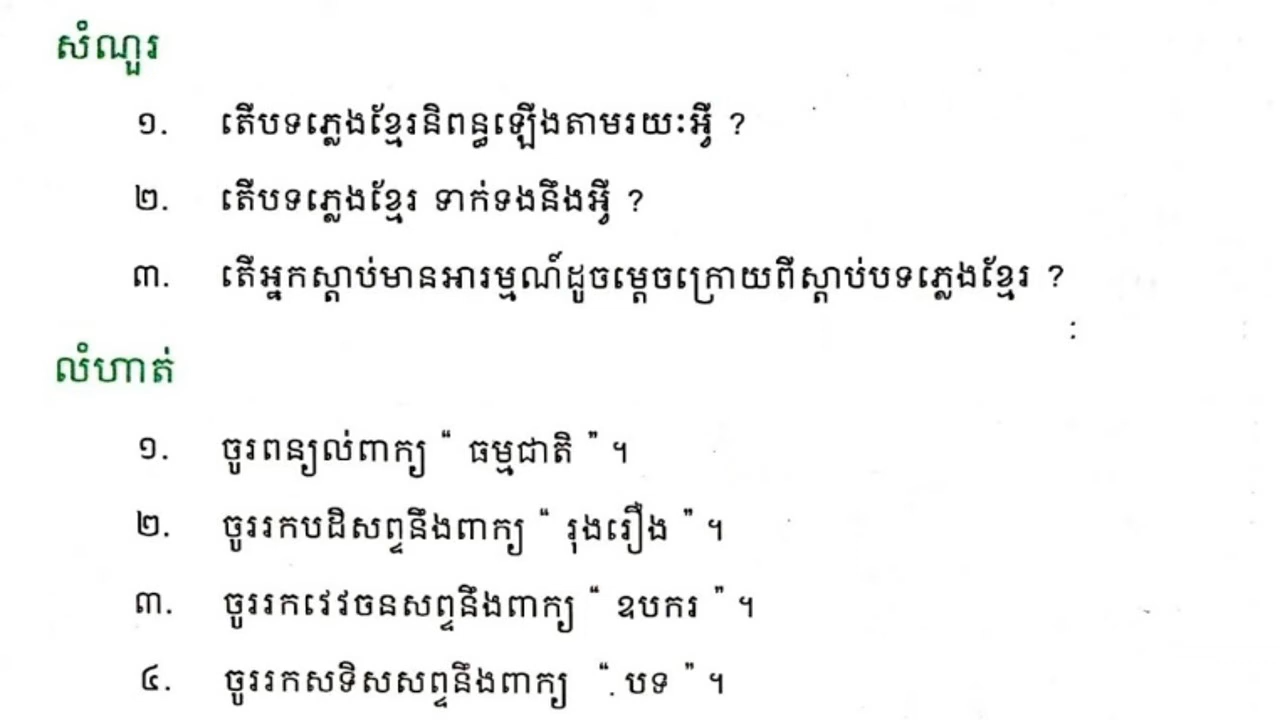 សំណួរ
១. តើបទភ្លេងខ្មែរនិពន្ធឡើងតាមរយៈអ្វី ?
២. តើបទភ្លេងខ្មែរ ទាក់ទងនឹងអ្វី ?
៣. តើអ្នកស្តាប់មានអារម្មណ៍ដូចម្តេចក្រោយពីស្តាប់បទភ្លេងខ្មែរ ?
លំហាត់
១. ចូរពន្យល់ពាក្យ “ ធម្មជាតិ ” ។
២. ចូររកបដិសព្ទនឹងពាក្យ “ រុងរឿង ” ។
៣. ចូររកវេវចនសព្ទនឹងពាក្យ “ ឧបករ ” ។
៤. ចូររកសទិសសព្ទនឹងពាក្យ “ បទ ” ។